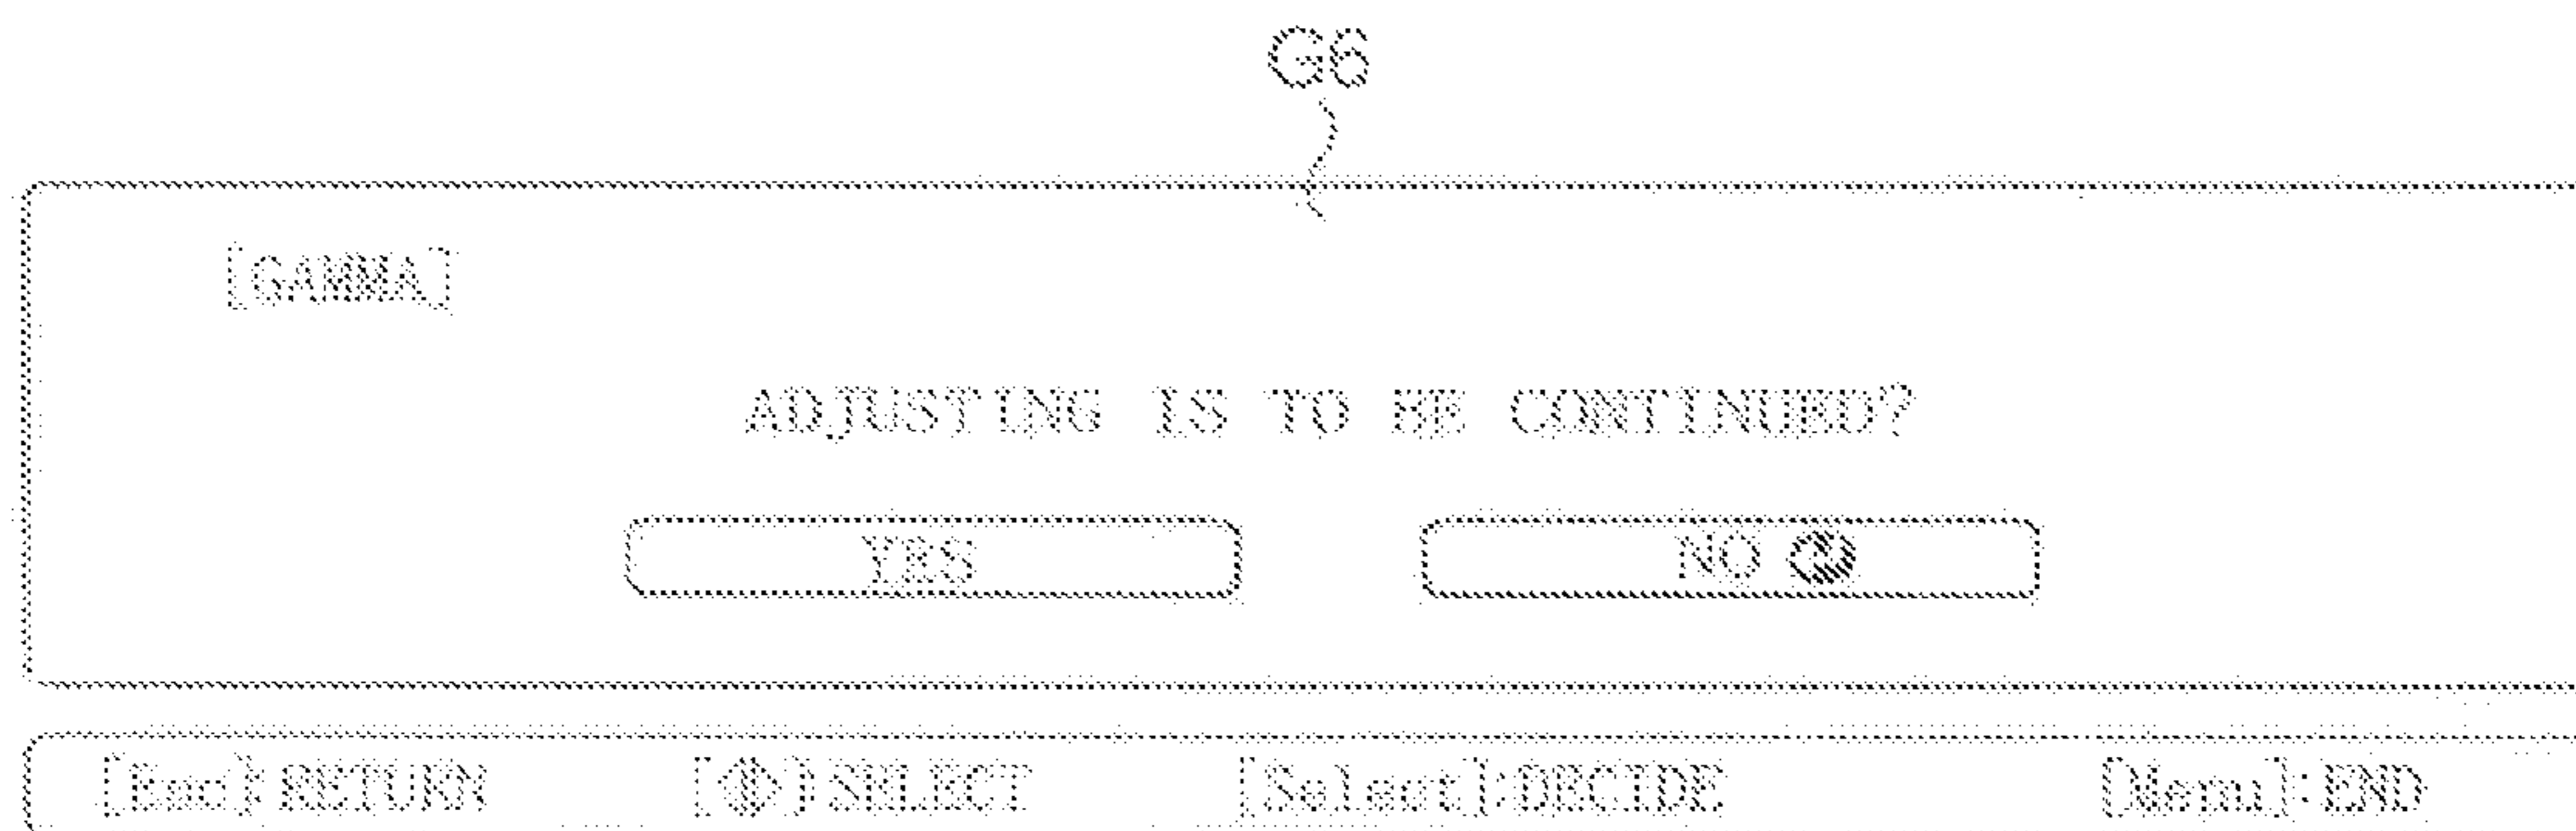 G6
[GAMMA]
ADJUSTING IS TO BE CONTINUED?
YES NO
[Esc]: RETURN [◆] SELECT [Select]: DECIDE [Menu]: END